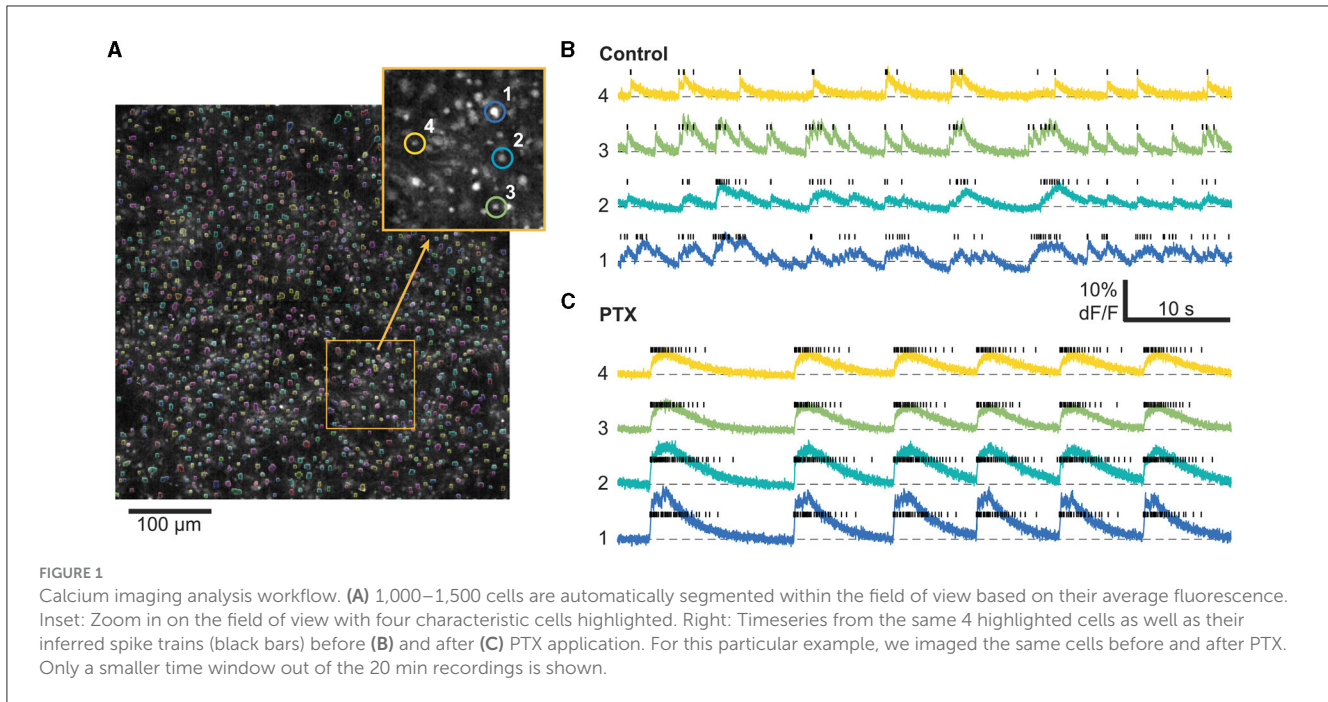 A
1
2
3
4
100 µm
B Control
4
3
2
1
10%
dF/F
10 s
C PTX
4
3
2
1
FIGURE 1
Calcium imaging analysis workflow. (A) 1,000–1,500 cells are automatically segmented within the field of view based on their average fluorescence.
Inset: Zoom in on the field of view with four characteristic cells highlighted. Right: Timeseries from the same 4 highlighted cells as well as their
inferred spike trains (black bars) before (B) and after (C) PTX application. For this particular example, we imaged the same cells before and after PTX.
Only a smaller time window out of the 20 min recordings is shown.